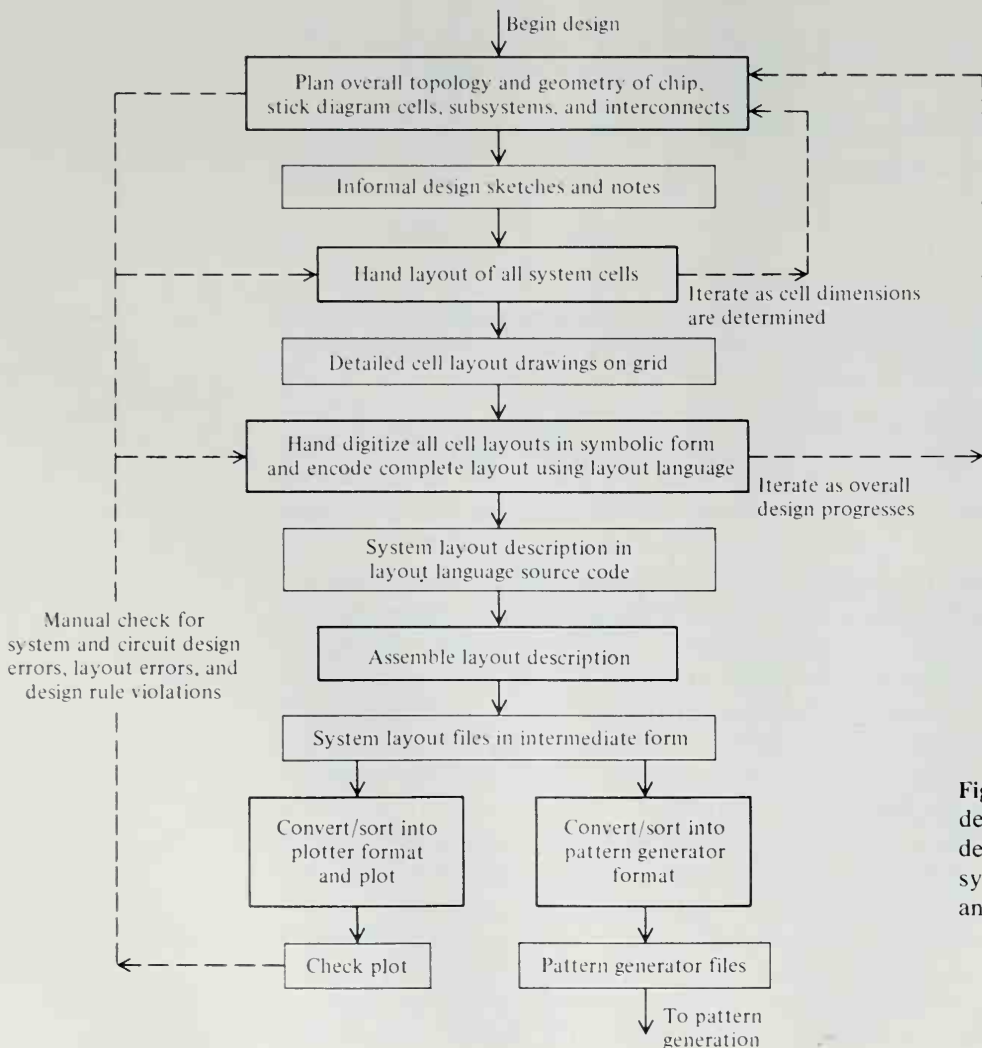 Begin design
Plan overall topology and geometry of chip,
stick diagram cells, subsystems, and interconnects
Informal design sketches and notes
Hand layout of all system cells
Iterate as cell dimensions
are determined
Detailed cell layout drawings on grid
Hand digitize all cell layouts in symbolic form
and encode complete layout using layout language
Iterate as overall
design progresses
System layout description in
layout language source code
Manual check for
system and circuit design
errors, layout errors, and
design rule violations
Assemble layout description
System layout files in intermediate form
Convert/sort into
plotter format
and plot
Convert/sort into
pattern generator
format
Check plot
Pattern generator files
To pattern
generation
Fig
de
de
sy
an